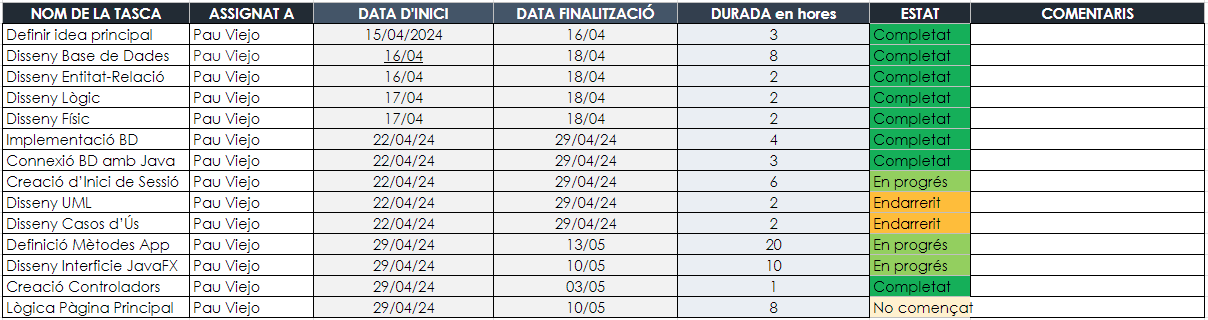 NOM DE LA TASCA ASSIGNAT A DATA D'INICI DATA FINALITZACIÓ DURADA en hores ESTAT COMENTARIS
Definir idea principal Pau Viejo 15/04/2024 16/04 3 Completat
Disseny Base de Dades Pau Viejo 16/04 18/04 8 Completat
Disseny Entitat-Relació Pau Viejo 16/04 18/04 2 Completat
Disseny Lògic Pau Viejo 17/04 18/04 2 Completat
Disseny Físic Pau Viejo 17/04 18/04 2 Completat
Implementació BD Pau Viejo 22/04/24 29/04/24 4 Completat
Connexió BD amb Java Pau Viejo 22/04/24 29/04/24 3 Completat
Creació d'Inici de Sessió Pau Viejo 22/04/24 29/04/24 6 En progrés
Disseny UML Pau Viejo 22/04/24 29/04/24 2 Endarrerit
Disseny Casos d'Ús Pau Viejo 22/04/24 29/04/24 2 Endarrerit
Definició Mètodes App Pau Viejo 29/04/24 13/05 20 En progrés
Disseny Interfície JavaFX Pau Viejo 29/04/24 10/05 10 En progrés
Creació Controladors Pau Viejo 29/04/24 03/05 1 Completat
Lògica Pàgina Principal Pau Viejo 29/04/24 10/05 8 No començat